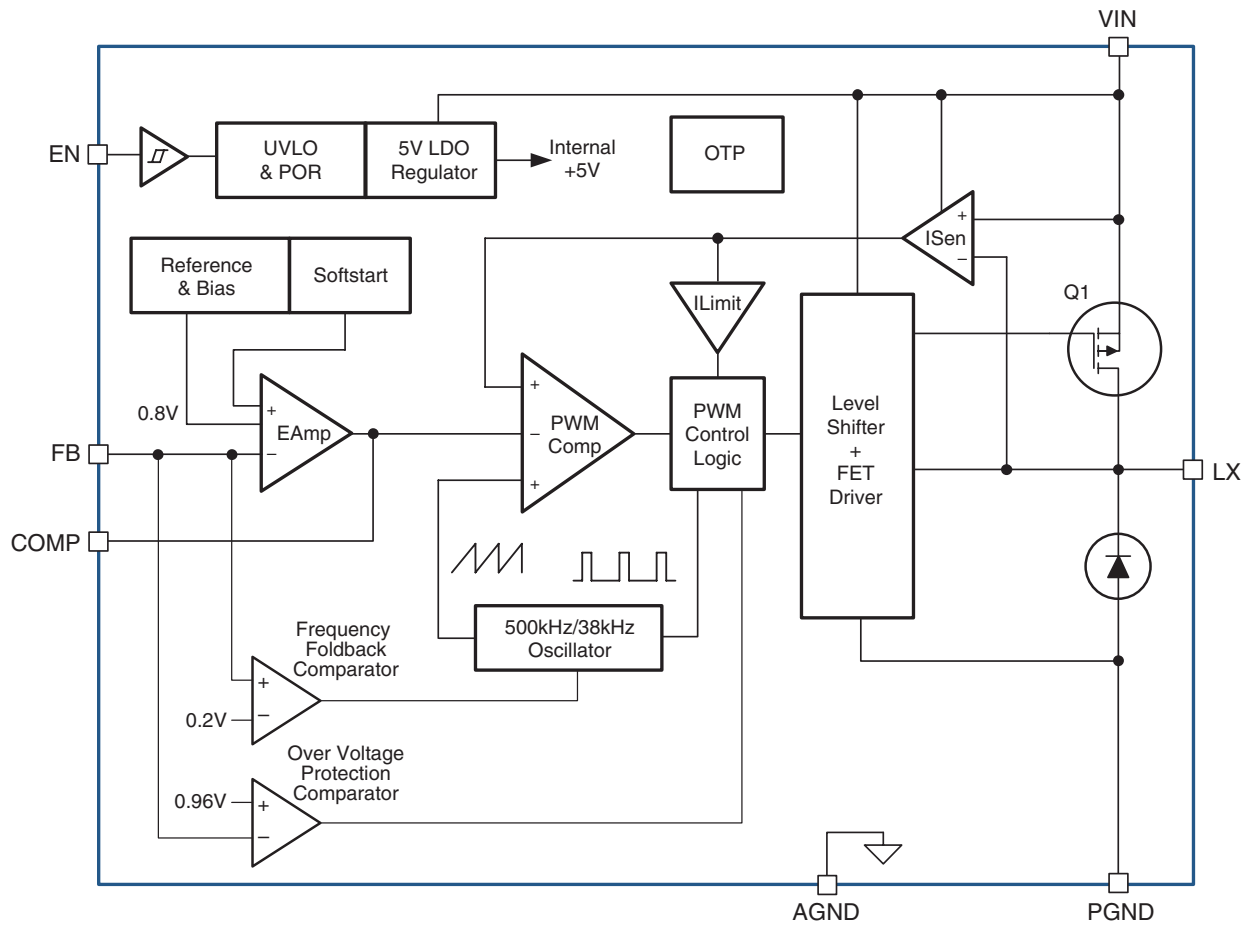 VIN
EN
UVLO
& POR
5V LDO
Regulator
Internal
+5V
OTP
Reference
& Bias
Softstart
ISen
+
−
ILimit
Q1
0.8V
+
−
EAmp
+
−
+
PWM
Comp
PWM
Control
Logic
Level
Shifter
+
FET
Driver
FB
LX
COMP
500kHz/38kHz
Oscillator
Frequency
Foldback
Comparator
+
−
0.2V
Over Voltage
Protection
Comparator
0.96V
+
−
AGND
PGND